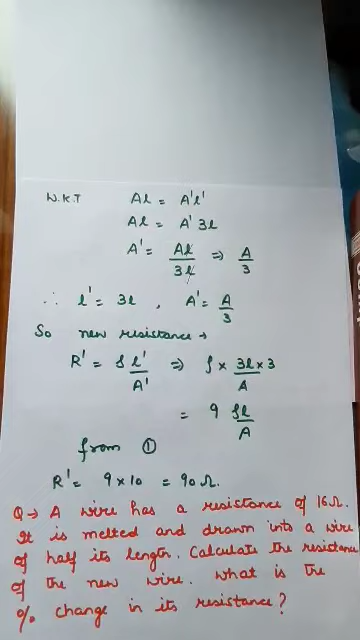 W.K.T Al = A'l'
Al = A' 3l
A' = Al/3l ⇒ A/3
∴ l' = 3l , A' = A/3
So new resistance →
R' = ρ l'/A' ⇒ ρ × 3l×3/A
= 9 ρl/A
from ①
R' = 9×10 = 90 Ω.
Q → A wire has a resistance of 16Ω.
It is melted and drawn into a wire
of half its length. Calculate the resistance
of the new wire. What is the
% change in its resistance?